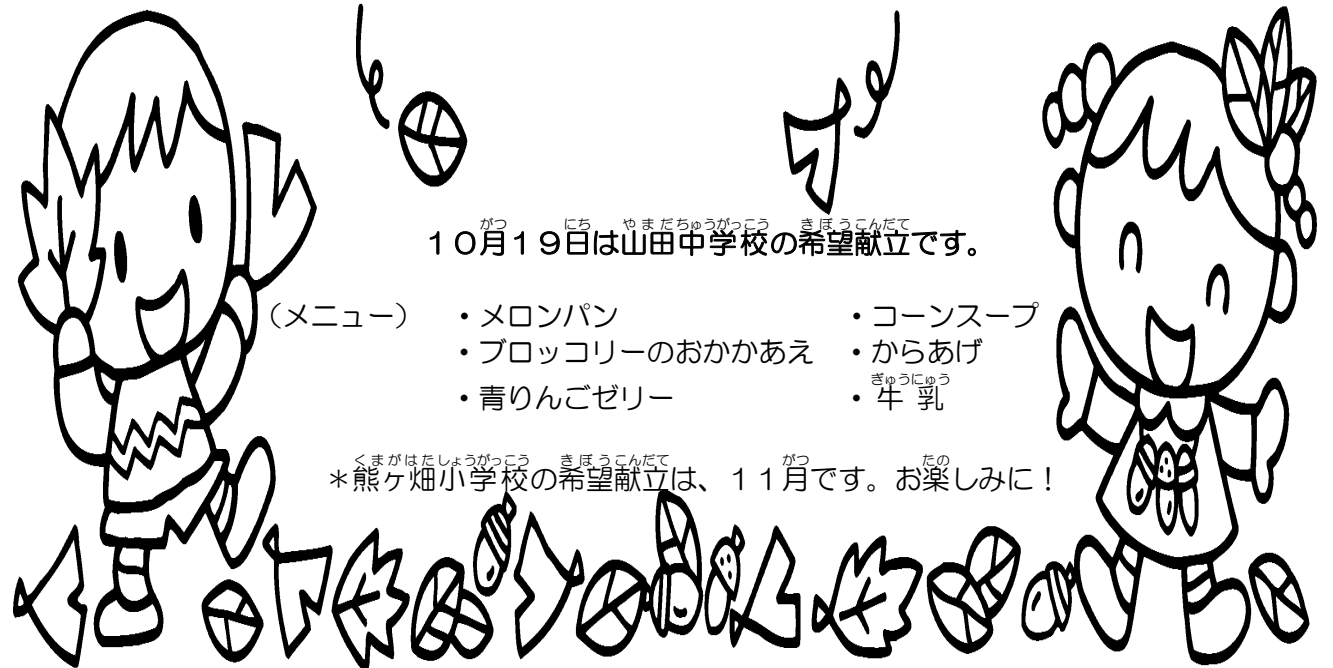 １０月１９日は山田中学校の希望献立です。
（メニュー） ・メロンパン ・コーンスープ
・ブロッコリーのおかかあえ ・からあげ
・青りんごゼリー ・牛乳
＊熊ヶ畑小学校の希望献立は、１１月です。お楽しみに！